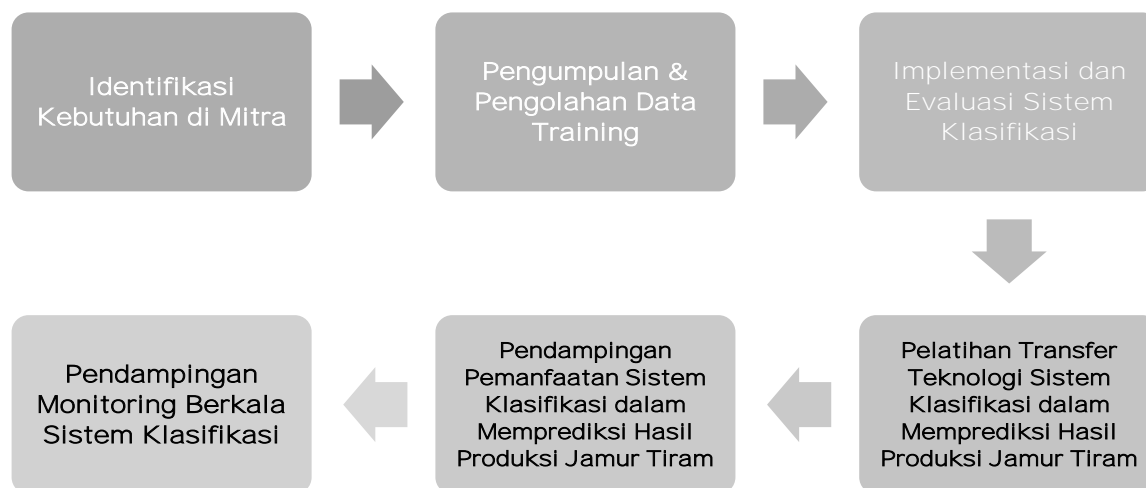 Identifikasi
Kebutuhan di Mitra
Pengumpulan &
Pengolahan Data
Training
Implementasi dan
Evaluasi Sistem
Klasifikasi
Pelatihan Transfer
Teknologi Sistem
Klasifikasi dalam
Memprediksi Hasil
Produksi Jamur Tiram
Pendampingan
Pemanfaatan Sistem
Klasifikasi dalam
Memprediksi Hasil
Produksi Jamur Tiram
Pendampingan
Monitoring Berkala
Sistem Klasifikasi